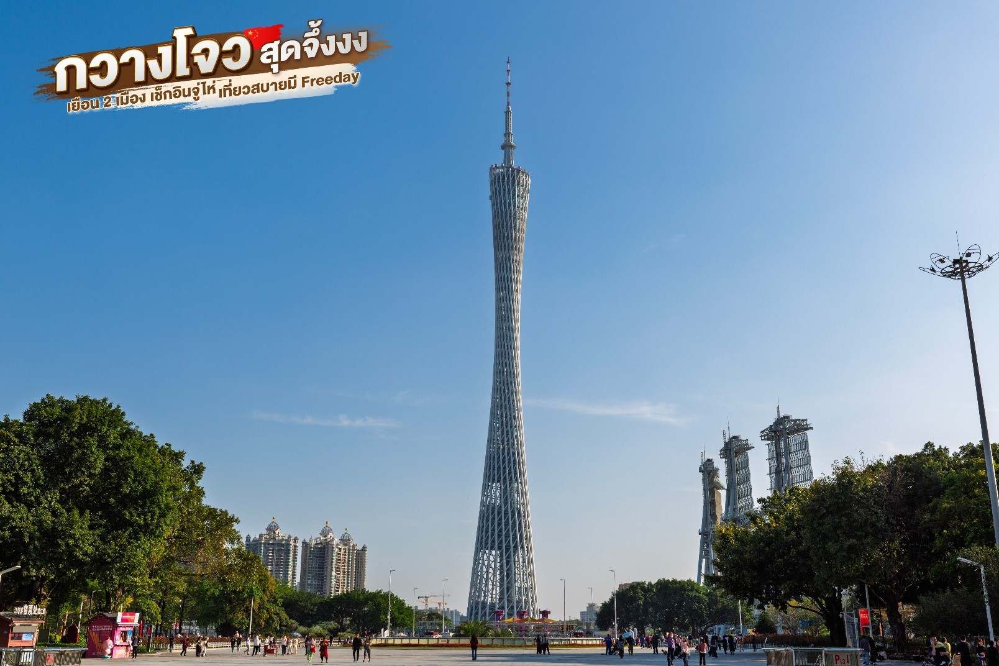 กวางโจว สุดจึ้งงง
เยือน 2 เมือง เช็กอินจู่ไห่ เที่ยวสบายมี Freeday
P13↓